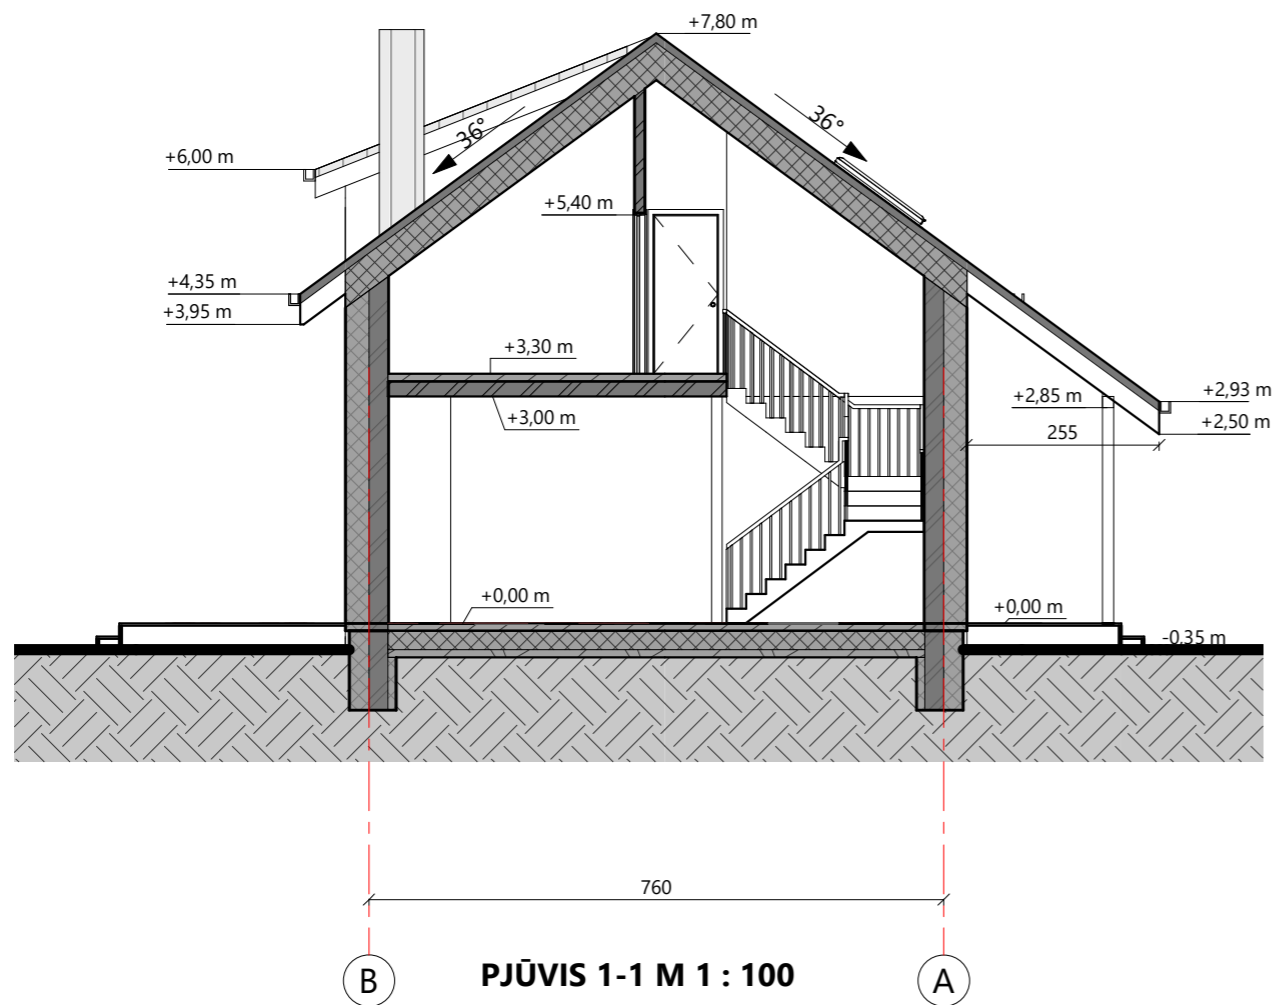 +7,80 m
36°
36°
+6,00 m
+5,40 m
+4,35 m
+3,95 m
+3,30 m
+3,00 m
+2,85 m
+2,93 m
+2,50 m
255
+0,00 m
+0,00 m
-0,35 m
760
B
PJŪVIS 1-1 M 1 : 100
A